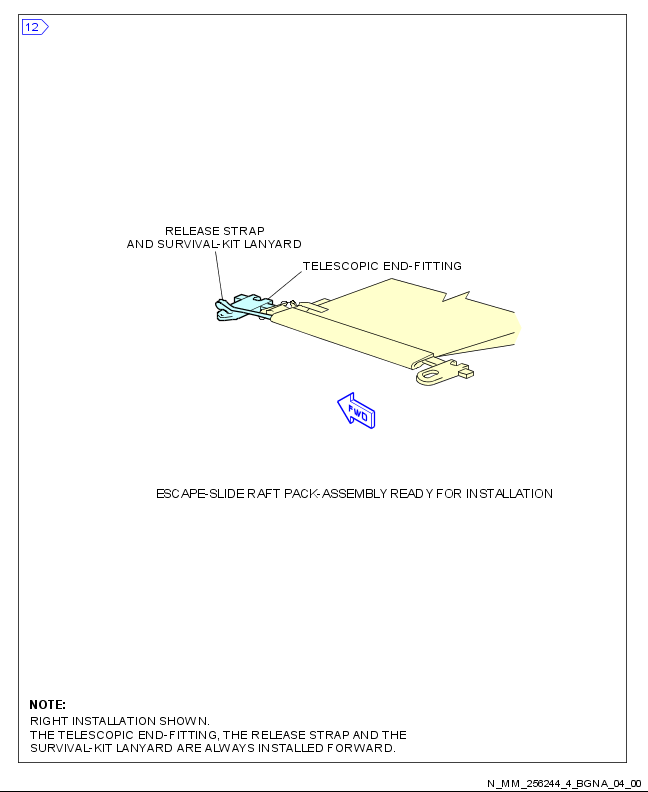 12
RELEASE STRAP
AND SURVIVAL-KIT LANYARD
TELESCOPIC END-FITTING
FWD
ESCAPE-SLIDE RAFT PACK-ASSEMBLY READY FOR INSTALLATION
NOTE:
RIGHT INSTALLATION SHOWN.
THE TELESCOPIC END-FITTING, THE RELEASE STRAP AND THE
SURVIVAL-KIT LANYARD ARE ALWAYS INSTALLED FORWARD.
N_MM_256244_4_BGNA_04_00